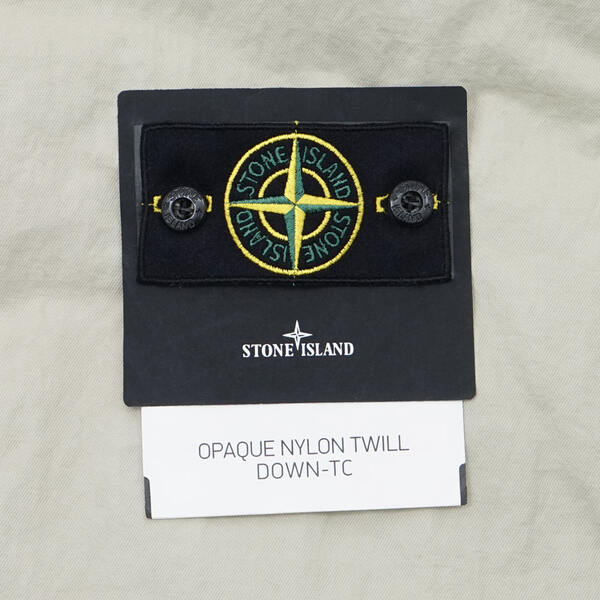 STONE ISLAND
STONE ISLAND
STONE ISLAND
OPAQUE NYLON TWILL
DOWN-TC